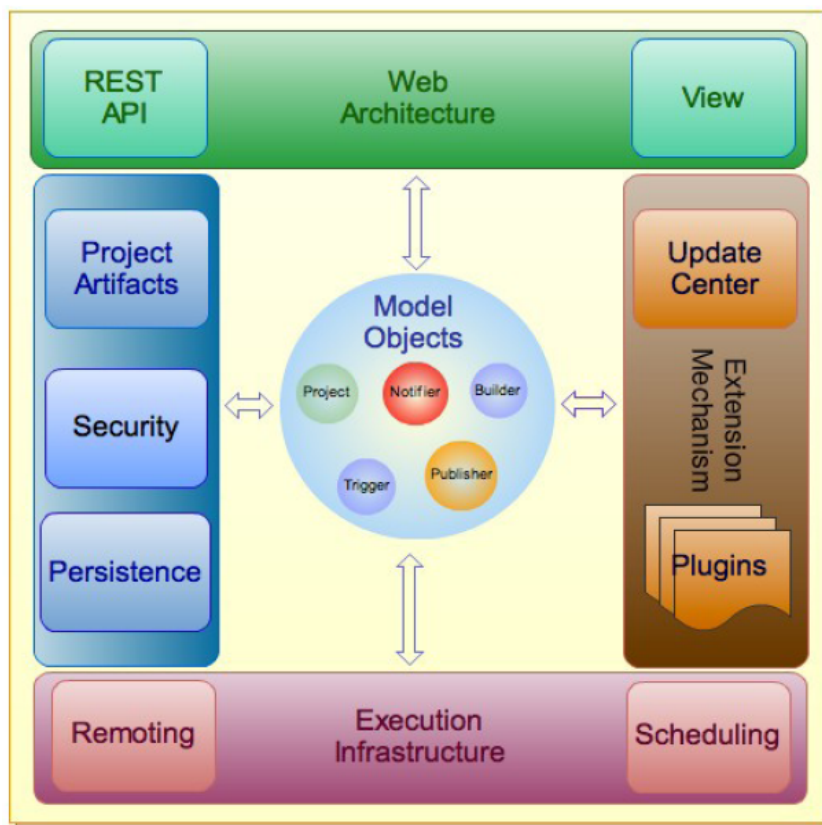 REST
API
Web
Architecture
View
Project
Artifacts
Security
Persistence
Model
Objects
Project
Notifier
Builder
Trigger
Publisher
Update
Center
Extension
Mechanism
Plugins
Remoting
Execution
Infrastructure
Scheduling